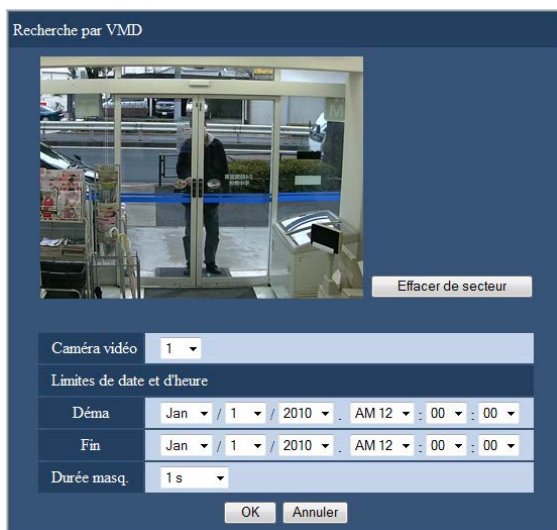 Recherche par VMD
Effacer de secteur
Caméra vidéo 1
Limites de date et d'heure
Déma Jan / 1 / 2010 . AM 12 : 00 : 00
Fin Jan / 1 / 2010 . AM 12 : 00 : 00
Durée masq. 1 s
OK Annuler